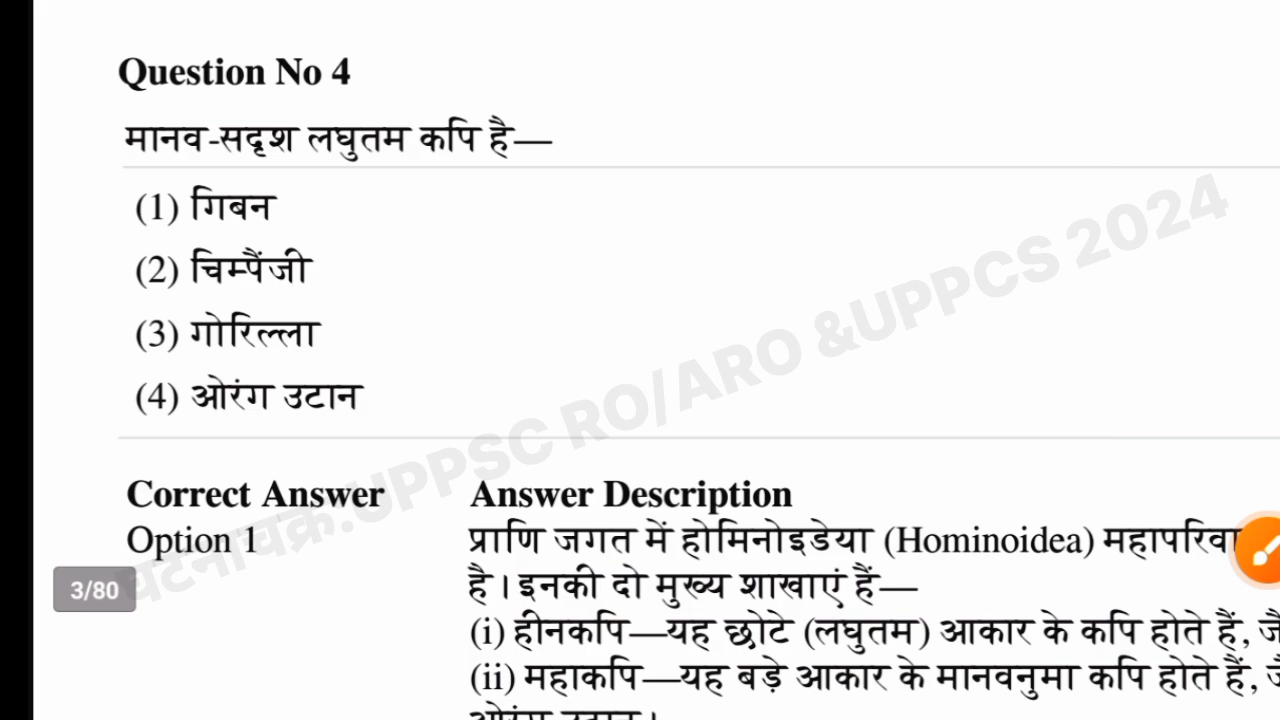 Question No 4
मानव-सदृश लघुतम कपि है—
(1) गिबन
(2) चिम्पैंजी
(3) गोरिल्ला
(4) ओरंग उटान
UPPSC RO/ARO &UPPCS 2024
Correct Answer
Answer Description
Option 1
प्राणि जगत में होमिनोइडेया (Hominoidea)
है। इनकी दो मुख्य शाखाएं हैं—
(i) हीनकपि—यह छोटे (लघुतम) आकार के कपि होते हैं,
(ii) महाकपि—यह बड़े आकार के मानवनुमा कपि होते हैं,
3/80